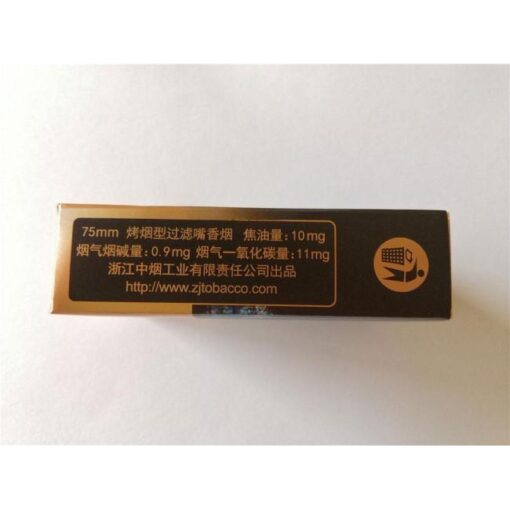 75mm 烤烟型过滤嘴香烟 焦油量:10mg
烟气烟碱量:0.9mg 烟气一氧化碳量:11mg
浙江中烟工业有限责任公司出品
http://www.zjtobacco.com